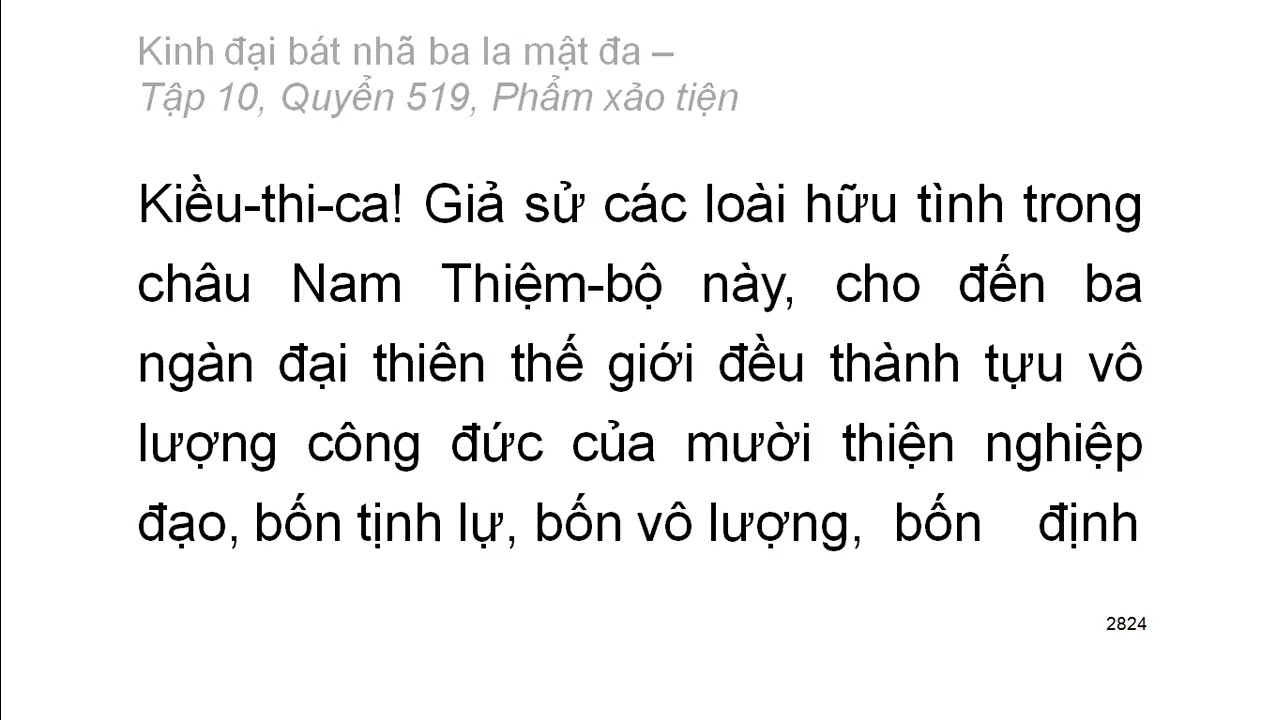 Kinh đại bát nhã ba la mật đa –
Tập 10, Quyển 519, Phẩm xảo tiện
Kiều-thi-ca! Giả sử các loài hữu tình trong
châu Nam Thiệm-bộ này, cho đến ba
ngàn đại thiên thế giới đều thành tựu vô
lượng công đức của mười thiện nghiệp
đạo, bốn tịnh lự, bốn vô lượng, bốn định
2824